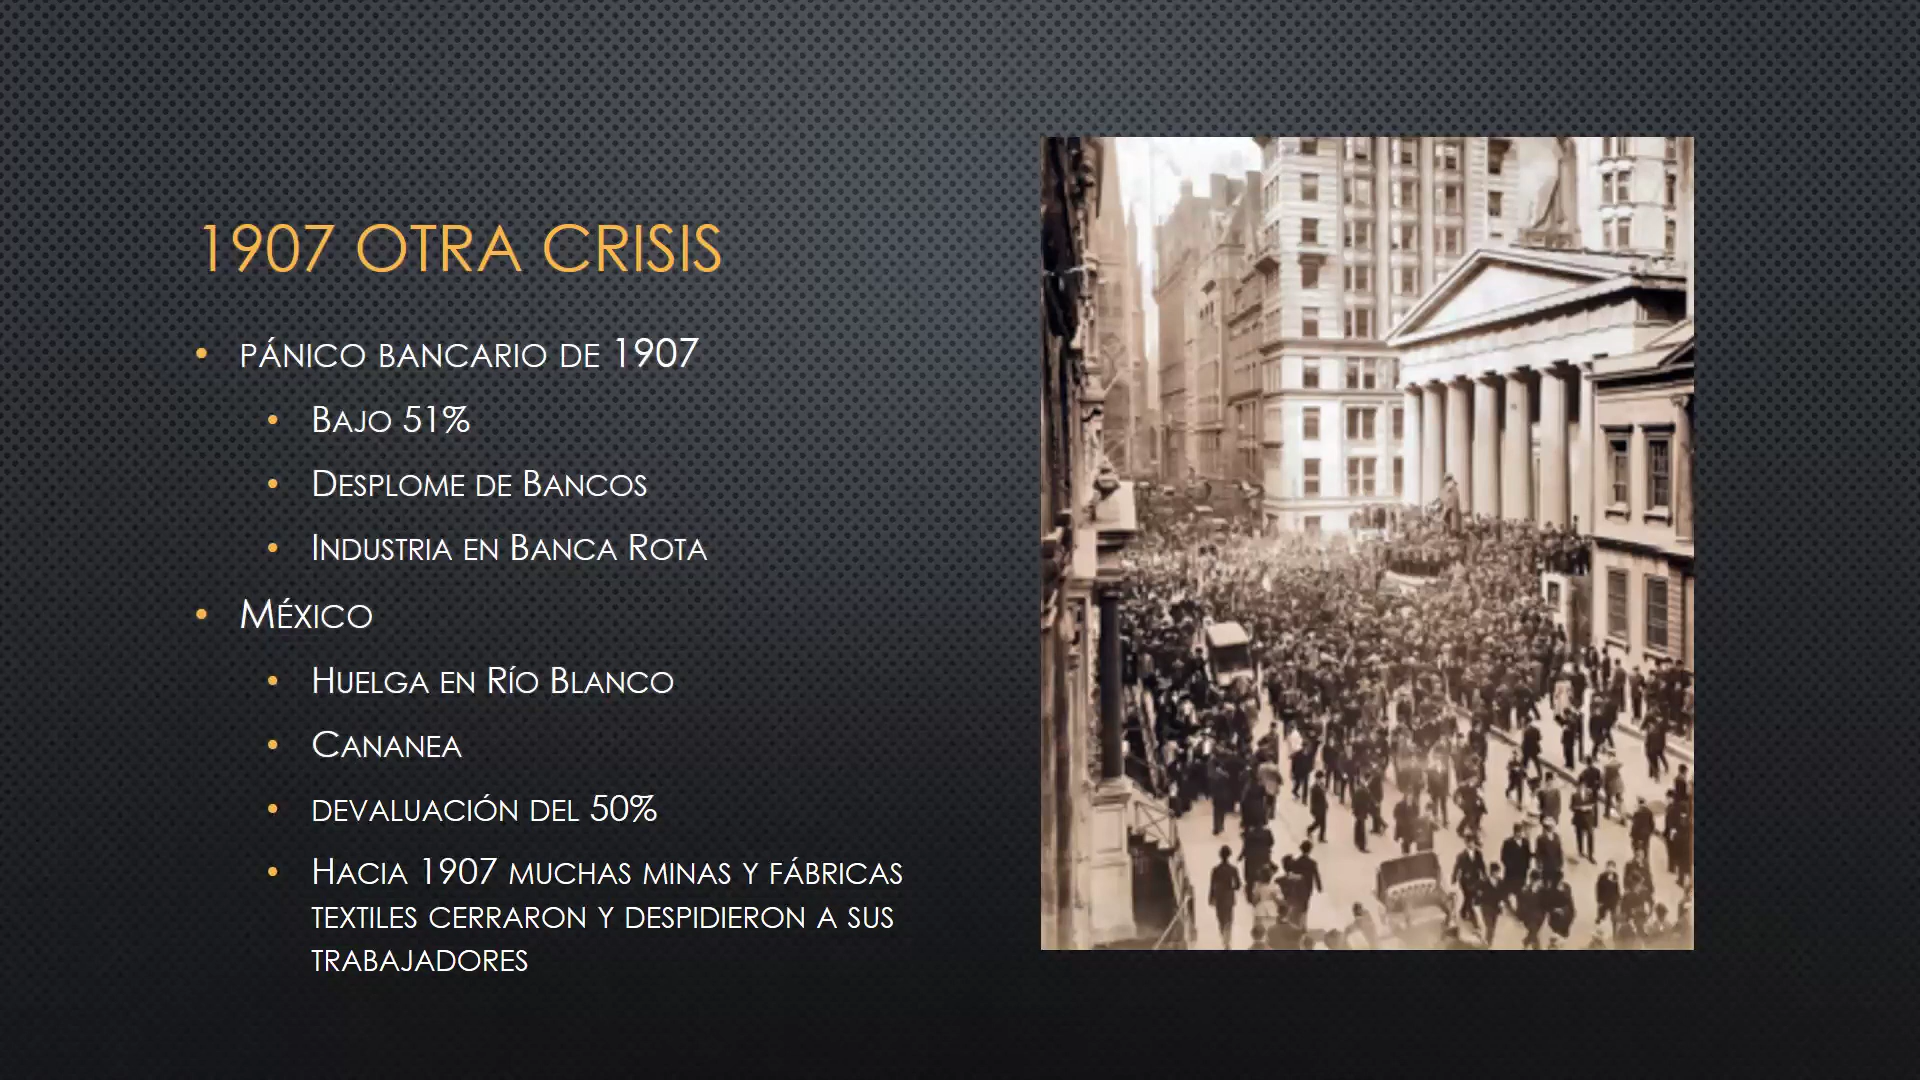 1907 OTRA CRISIS
• PÁNICO BANCARIO DE 1907
• BAJO 51%
• DESPLOME DE BANCOS
• INDUSTRIA EN BANCA ROTA
• MÉXICO
• HUELGA EN RÍO BLANCO
• CANANEA
• DEVALUACIÓN DEL 50%
• HACIA 1907 MUCHAS MINAS Y FÁBRICAS
TEXTILES CERRARON Y DESPIDIERON A SUS
TRABAJADORES